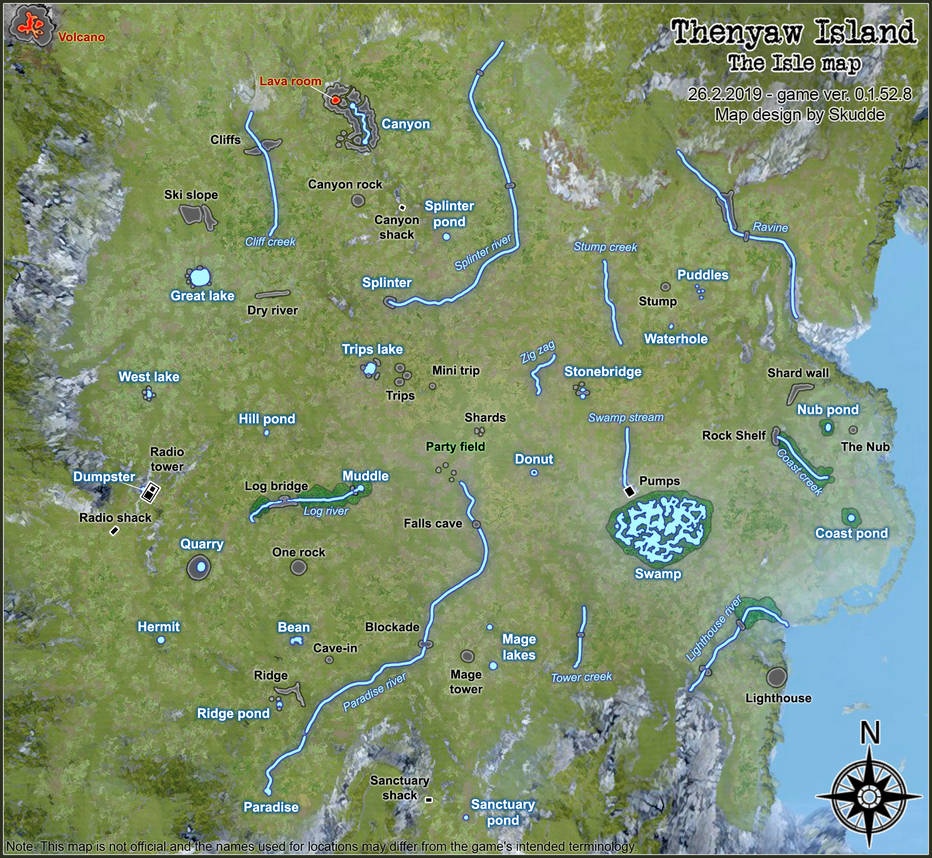 Thenyaw Island
The Isle map
26.2.2019 - game ver. 0.1.52.8
Map design by Skudde
Volcano
Lava room
Canyon
Cliffs
Canyon rock
Ski slope
Splinter
pond
Canyon
shack
Ravine
Cliff creek
Splinter river
Stump creek
Puddles
Splinter
Great lake
Stump
Dry river
Waterhole
Trips lake
Zig zag
Mini trip
Stonebridge
Shard wall
West lake
Trips
Nub pond
Hill pond
Shards
Swamp stream
Rock Shelf
The Nub
Party field
Radio
tower
Donut
Coast creek
Dumpster
Log bridge
Muddle
Pumps
Log river
Radio shack
Falls cave
Coast pond
Quarry
One rock
Swamp
Hermit
Bean
Blockade
Lighthouse river
Cave-in
Mage
lakes
Ridge
Mage
tower
Tower creek
Paradise river
Lighthouse
Ridge pond
N
Sanctuary
shack
Paradise
Sanctuary
pond
Note: This map is not official and the names used for locations may differ from the game's intended terminology